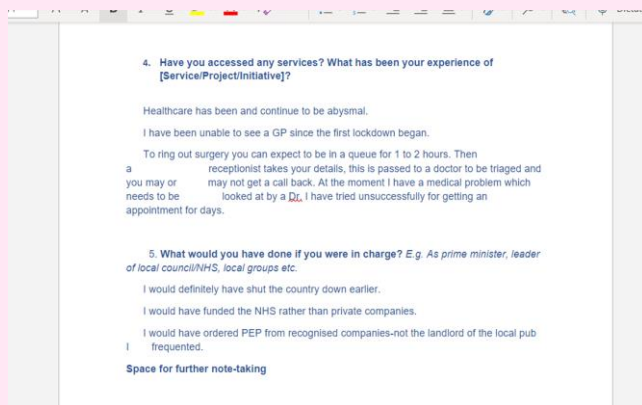 4. Have you accessed any services? What has been your experience of
[Service/Project/Initiative]?
Healthcare has been and continue to be abysmal.
I have been unable to see a GP since the first lockdown began.
To ring out surgery you can expect to be in a queue for 1 to 2 hours. Then
a receptionist takes your details, this is passed to a doctor to be triaged and
you may or may not get a call back. At the moment I have a medical problem which
needs to be looked at by a Dr. I have tried unsuccessfully for getting an
appointment for days.
5. What would you have done if you were in charge? E.g. As prime minister, leader
of local council/NHS, local groups etc.
I would definitely have shut the country down earlier.
I would have funded the NHS rather than private companies.
I would have ordered PEP from recognised companies-not the landlord of the local pub
I frequented.
Space for further note-taking